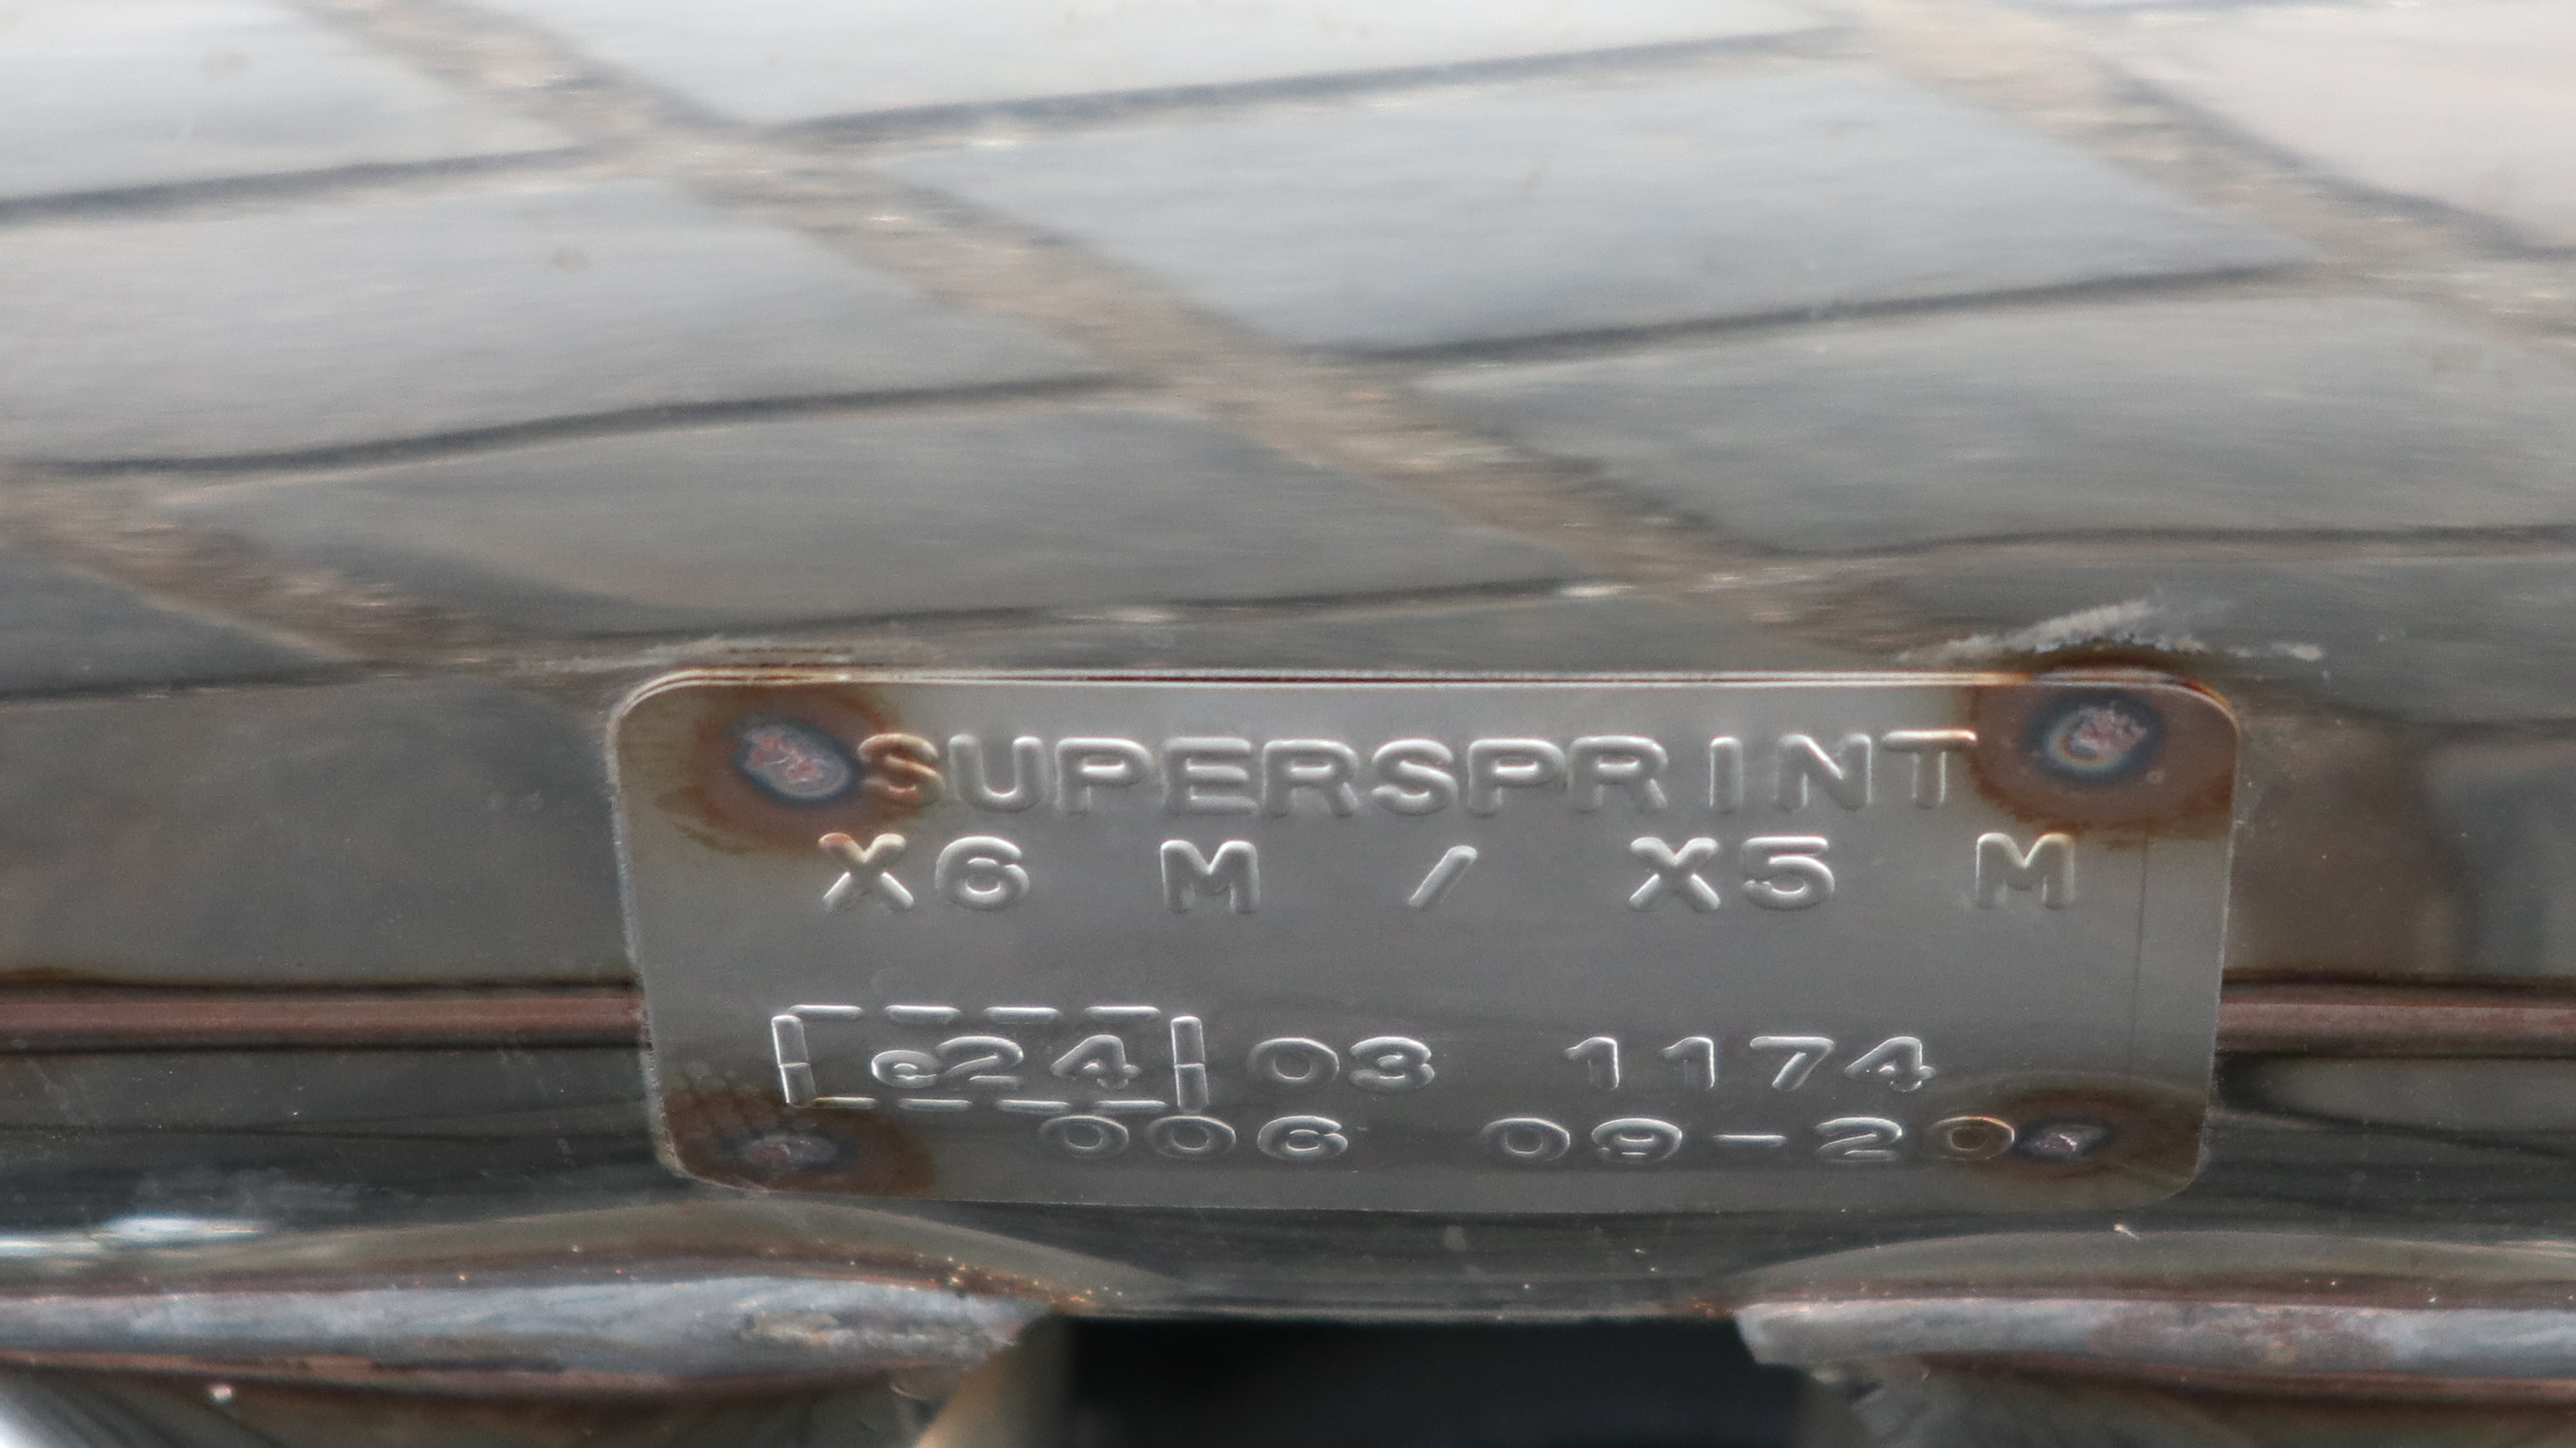 SUPERSPRINT
X6 M / X5 M
e24 03 1174
006 09-20